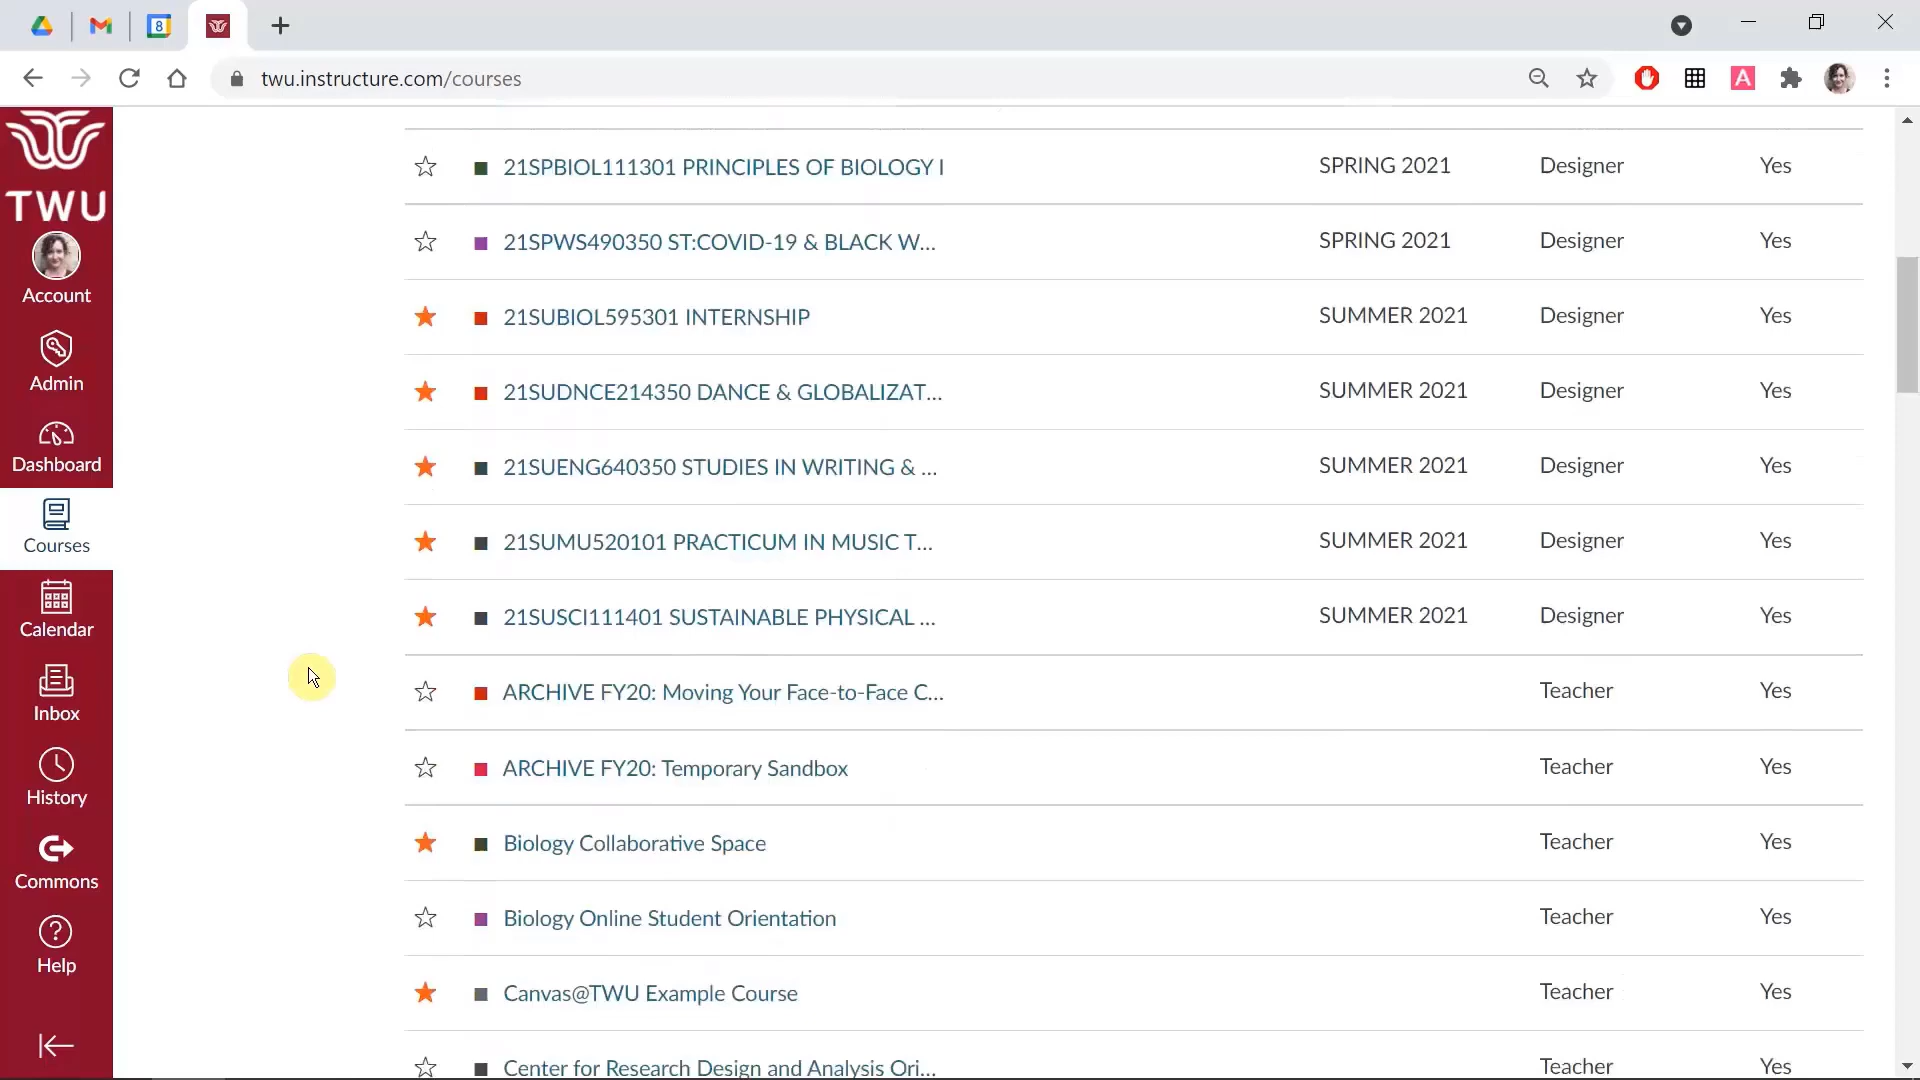 8
twu.instructure.com/courses
A
TWU
Account
Admin
Dashboard
Courses
Calendar
Inbox
History
Commons
? Help
21SPBIOL111301 PRINCIPLES OF BIOLOGY I SPRING 2021 Designer Yes
21SPWS490350 ST:COVID-19 & BLACK W... SPRING 2021 Designer Yes
21SUBIOL595301 INTERNSHIP SUMMER 2021 Designer Yes
21SUDNCE214350 DANCE & GLOBALIZAT... SUMMER 2021 Designer Yes
21SUENG640350 STUDIES IN WRITING & ... SUMMER 2021 Designer Yes
21SUMU520101 PRACTICUM IN MUSIC T... SUMMER 2021 Designer Yes
21SUSCI111401 SUSTAINABLE PHYSICAL ... SUMMER 2021 Designer Yes
ARCHIVE FY20: Moving Your Face-to-Face C... Teacher Yes
ARCHIVE FY20: Temporary Sandbox Teacher Yes
Biology Collaborative Space Teacher Yes
Biology Online Student Orientation Teacher Yes
Canvas@TWU Example Course Teacher Yes
Center for Research Design and Analysis Ori... Teacher Yes